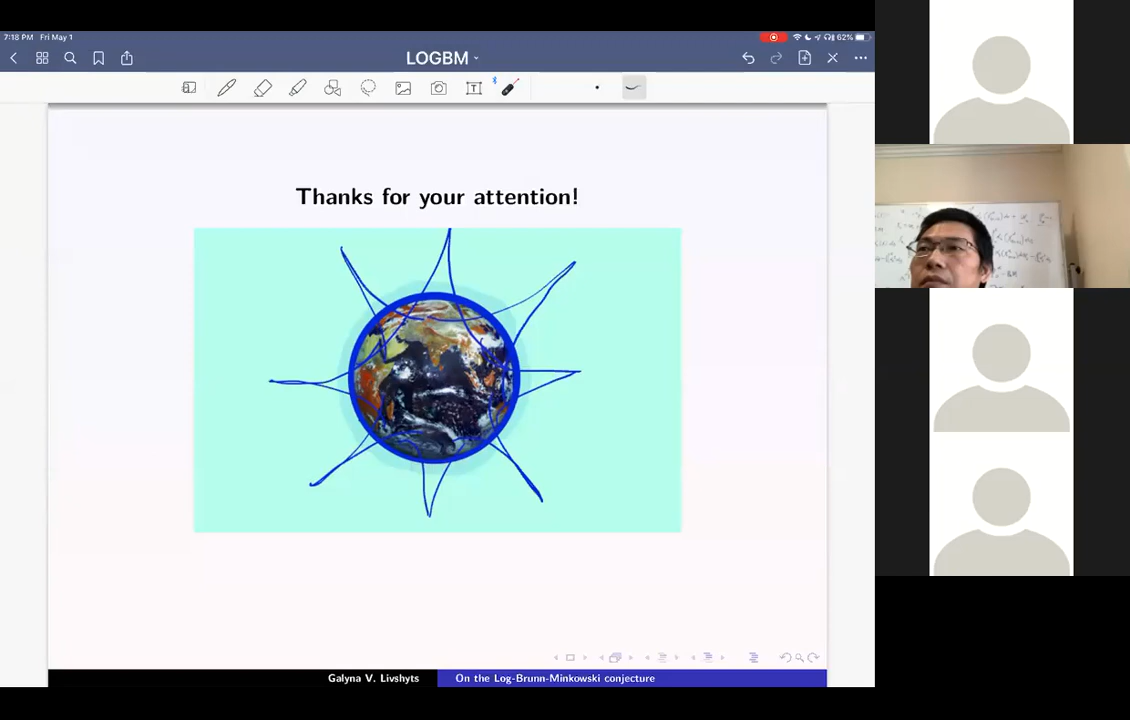 7:18 PM Fri May 1
62%
LOGBM
T
Thanks for your attention!
Galyna V. Livshyts
On the Log-Brunn-Minkowski conjecture